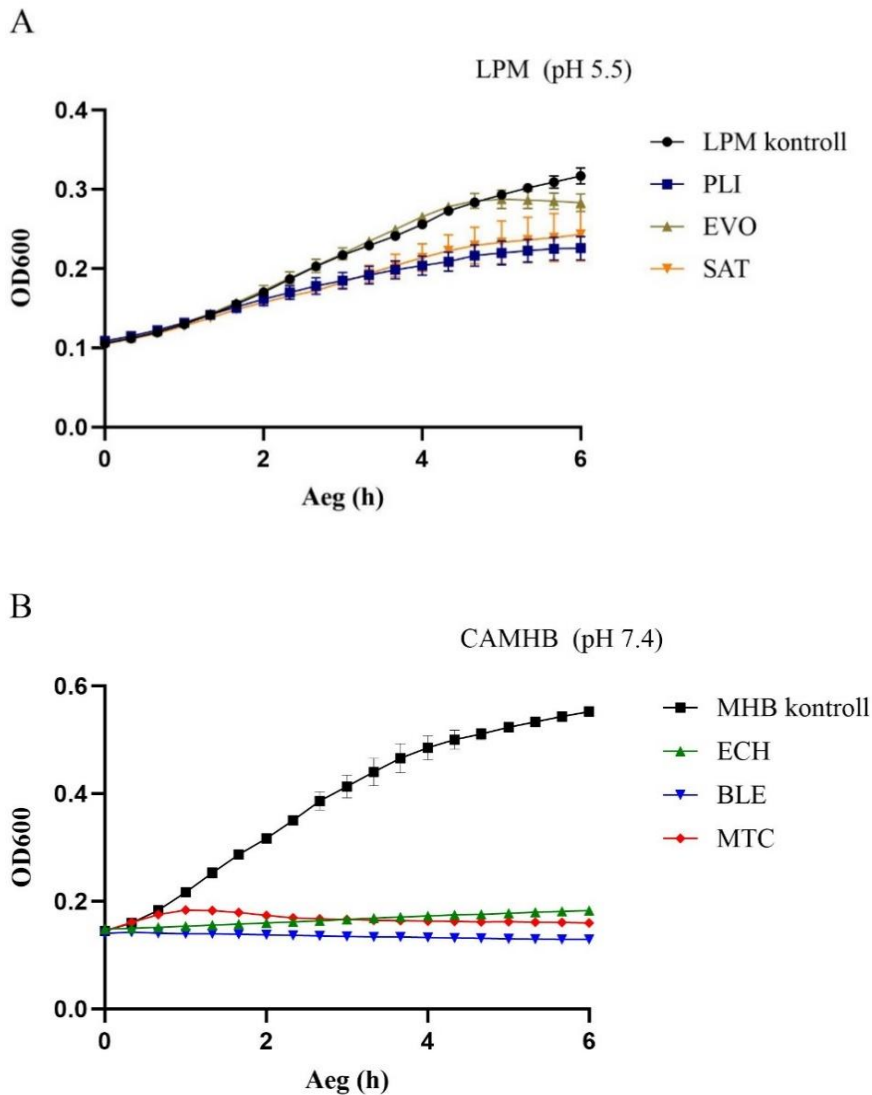 A
LPM (pH 5.5)
0.4
0.3
0.2
0.1
0.0
OD600
0 2 4 6
Aeg (h)
LPM kontroll
PLI
EVO
SAT
B
CAMHB (pH 7.4)
0.6
0.4
0.2
0.0
OD600
0 2 4 6
Aeg (h)
MHB kontroll
ECH
BLE
MTC